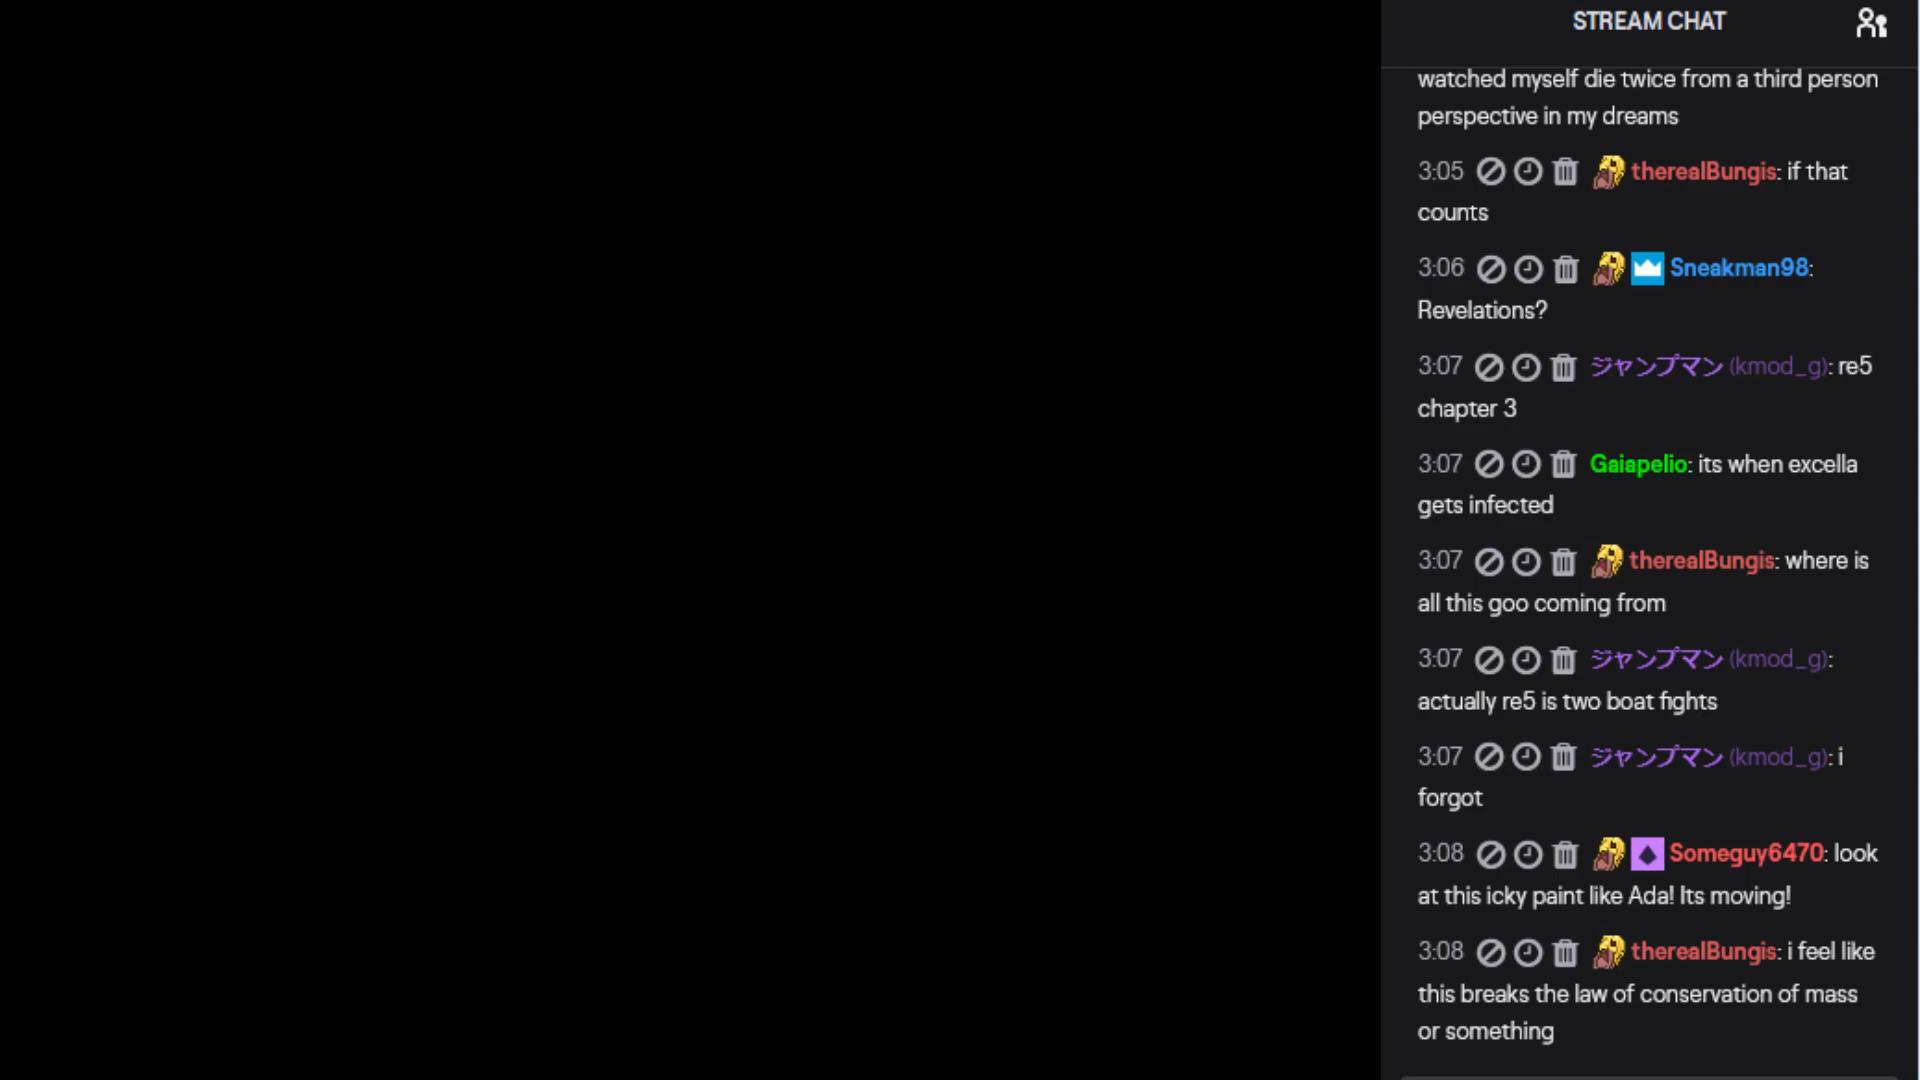 STREAM CHAT
watched myself die twice from a third person
perspective in my dreams
3:05 therealBungis: if that
counts
3:06 Sneakman98:
Revelations?
3:07 ジャンプマン (kmod_g): re5
chapter 3
3:07 Gaiapelio: its when excella
gets infected
3:07 therealBungis: where is
all this goo coming from
3:07 ジャンプマン (kmod_g):
actually re5 is two boat fights
3:07 ジャンプマン (kmod_g): i
forgot
3:08 Someguy6470: look
at this icky paint like Ada! Its moving!
3:08 therealBungis: i feel like
this breaks the law of conservation of mass
or something